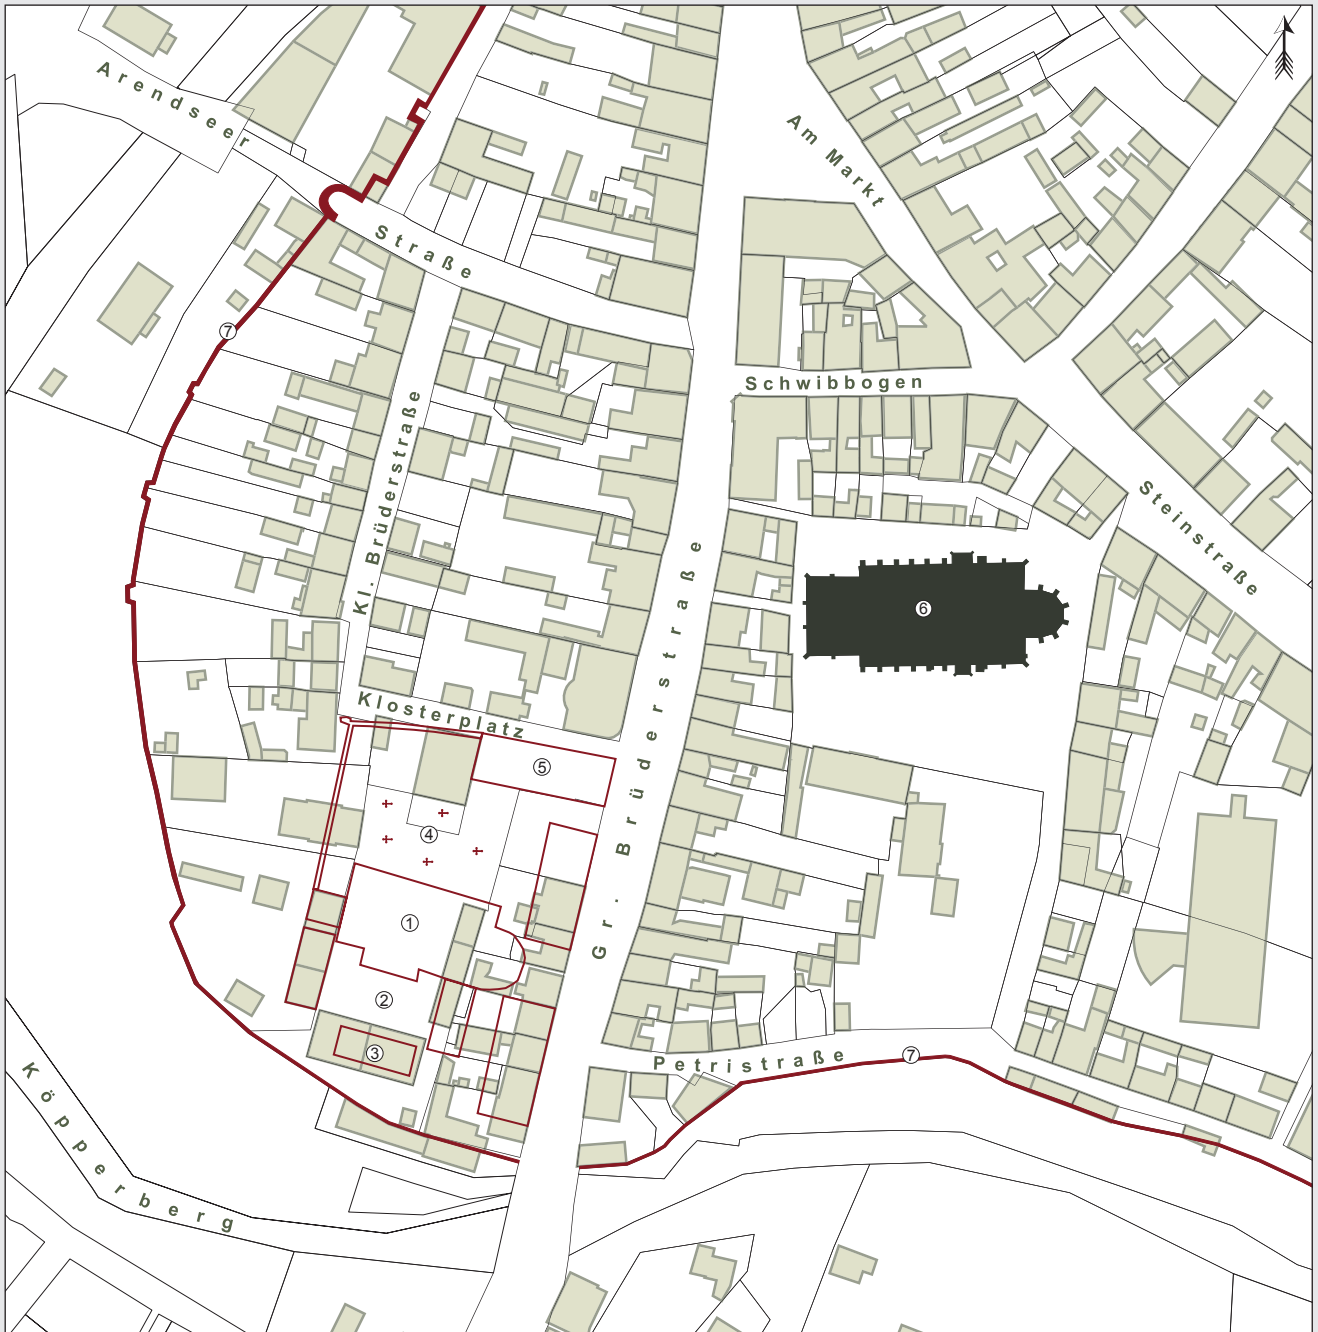 Arendseer
Straße
Am Markt
Schwibbogen
Steinstraße
Kl. Brüderstraße
Klosterplatz
Gr. Brüderstraße
Petristraße
Köpperberg
7
6
5
4
1
2
3
7